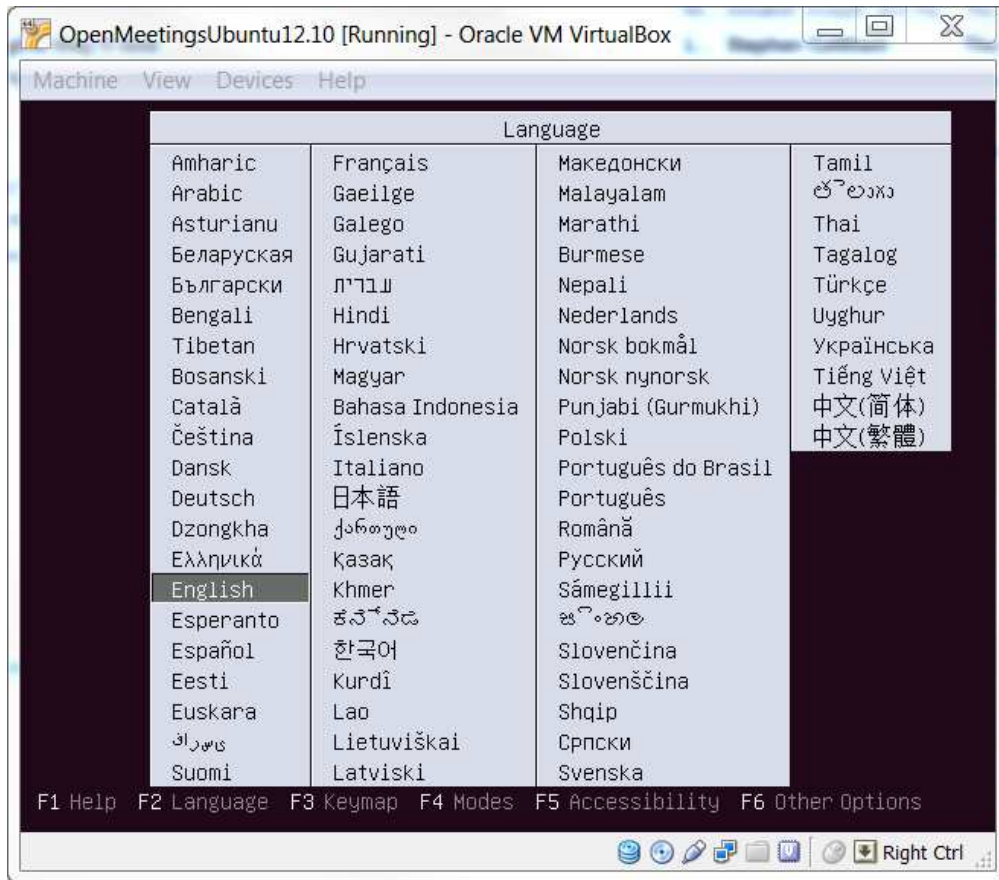 OpenMeetingsUbuntu12.10 [Running] - Oracle VM VirtualBox
Machine View Devices Help
Language
Amharic
Arabic
Asturianu
Беларуская
Български
Bengali
Tibetan
Bosanski
Català
Čeština
Dansk
Deutsch
Dzongkha
Ελληνικά
English
Esperanto
Español
Eesti
Euskara
فارسی
Suomi
Français
Gaeilge
Galego
Gujarati
עברית
Hindi
Hrvatski
Magyar
Bahasa Indonesia
Íslenska
Italiano
日本語
ქართული
Қазақ
Khmer
ಕನ್ನಡ
한국어
Kurdî
Lao
Lietuviškai
Latviski
Македонски
Malayalam
Marathi
Burmese
Nepali
Nederlands
Norsk bokmål
Norsk nynorsk
Punjabi (Gurmukhi)
Polski
Português do Brasil
Português
Română
Русский
Sámegillii
සිංහල
Slovenčina
Slovenščina
Shqip
Српски
Svenska
Tamil
తెలుగు
Thai
Tagalog
Türkçe
Uyghur
Українська
Tiếng Việt
中文(简体)
中文(繁體)
F1 Help F2 Language F3 Keymap F4 Modes F5 Accessibility F6 Other Options
Right Ctrl